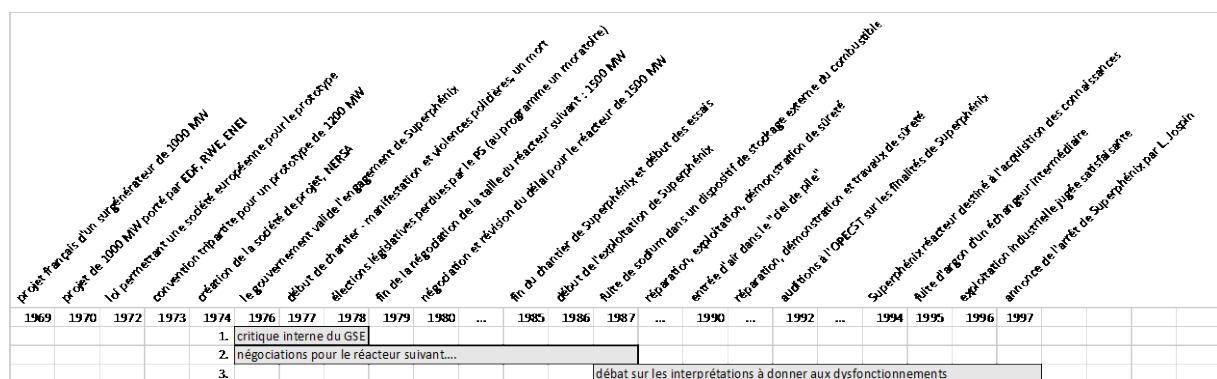 projet français d'un surgénérateur de 1000 MW
projet de 1000 MW porté par EDF, RWE, ENEL
loi permettant une société européenne pour le prototype
convention tripartite pour un prototype de 1200 MW
création de la société de projet, NERSA
le gouvernement valide l'engagement de Superphénix
début de chantier - manifestation et violences policières, un mort
élections législatives perdues par le PS (au programme un moratoire)
fin de la négociation de la taille du réacteur suivant : 1500 MW
négociation et révision du délai pour le réacteur de 1500 MW
fin du chantier de Superphénix et début des essais
début de l'exploitation de Superphénix
fuite de sodium dans un dispositif de stockage externe du combustible
réparation, exploitation, démonstration de sûreté
entrée d'air dans le "ciel de pile"
réparation, démonstration et travaux de sûreté
auditions à l'OPECST sur les finalités de Superphénix
Superphénix réacteur destiné à l'acquisition des connaissances
fuite d'argon d'un échangeur intermédiaire
exploitation industrielle jugée satisfaisante
annonce de l'arrêt de Superphénix par L. Jospin
1969 1970 1972 1973 1974 1976 1977 1978 1979 1980 ... 1985 1986 1987 ... 1990 ... 1992 ... 1994 1995 1996 1997
1. critique interne du GSE
2. négociations pour le réacteur suivant....
3. débat sur les interprétations à donner aux dysfonctionnements